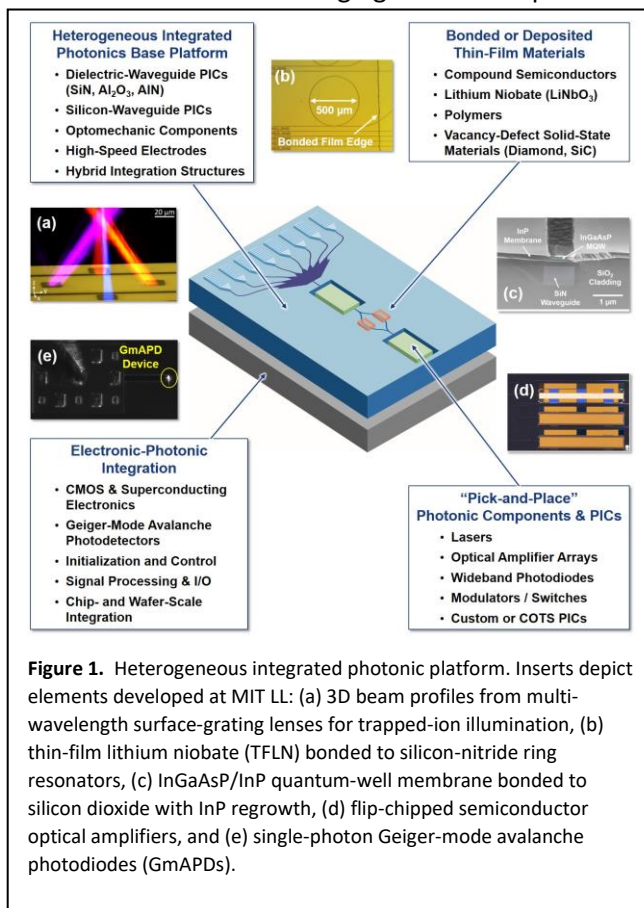 Heterogeneous Integrated
Photonics Base Platform
• Dielectric-Waveguide PICs
(SiN, Al₂O₃, AlN)
• Silicon-Waveguide PICs
• Optomechanic Components
• High-Speed Electrodes
• Hybrid Integration Structures
(b)
500 µm
Bonded Film Edge
Bonded or Deposited
Thin-Film Materials
• Compound Semiconductors
• Lithium Niobate (LiNbO₃)
• Polymers
• Vacancy-Defect Solid-State
Materials (Diamond, SiC)
(a)
20 µm
InP
Membrane
InGaAsP
MQW
SiO₂
Cladding
SiN
Waveguide
(c)
1 µm
(e)
GmAPD
Device
(d)
Electronic-Photonic
Integration
• CMOS & Superconducting
Electronics
• Geiger-Mode Avalanche
Photodetectors
• Initialization and Control
• Signal Processing & I/O
• Chip- and Wafer-Scale
Integration
"Pick-and-Place"
Photonic Components & PICs
• Lasers
• Optical Amplifier Arrays
• Wideband Photodiodes
• Modulators / Switches
• Custom or COTS PICs
Figure 1. Heterogeneous integrated photonic platform. Inserts depict
elements developed at MIT LL: (a) 3D beam profiles from multi-
wavelength surface-grating lenses for trapped-ion illumination, (b)
thin-film lithium niobate (TFLN) bonded to silicon-nitride ring
resonators, (c) InGaAsP/InP quantum-well membrane bonded to
silicon dioxide with InP regrowth, (d) flip-chipped semiconductor
optical amplifiers, and (e) single-photon Geiger-mode avalanche
photodiodes (GmAPDs).